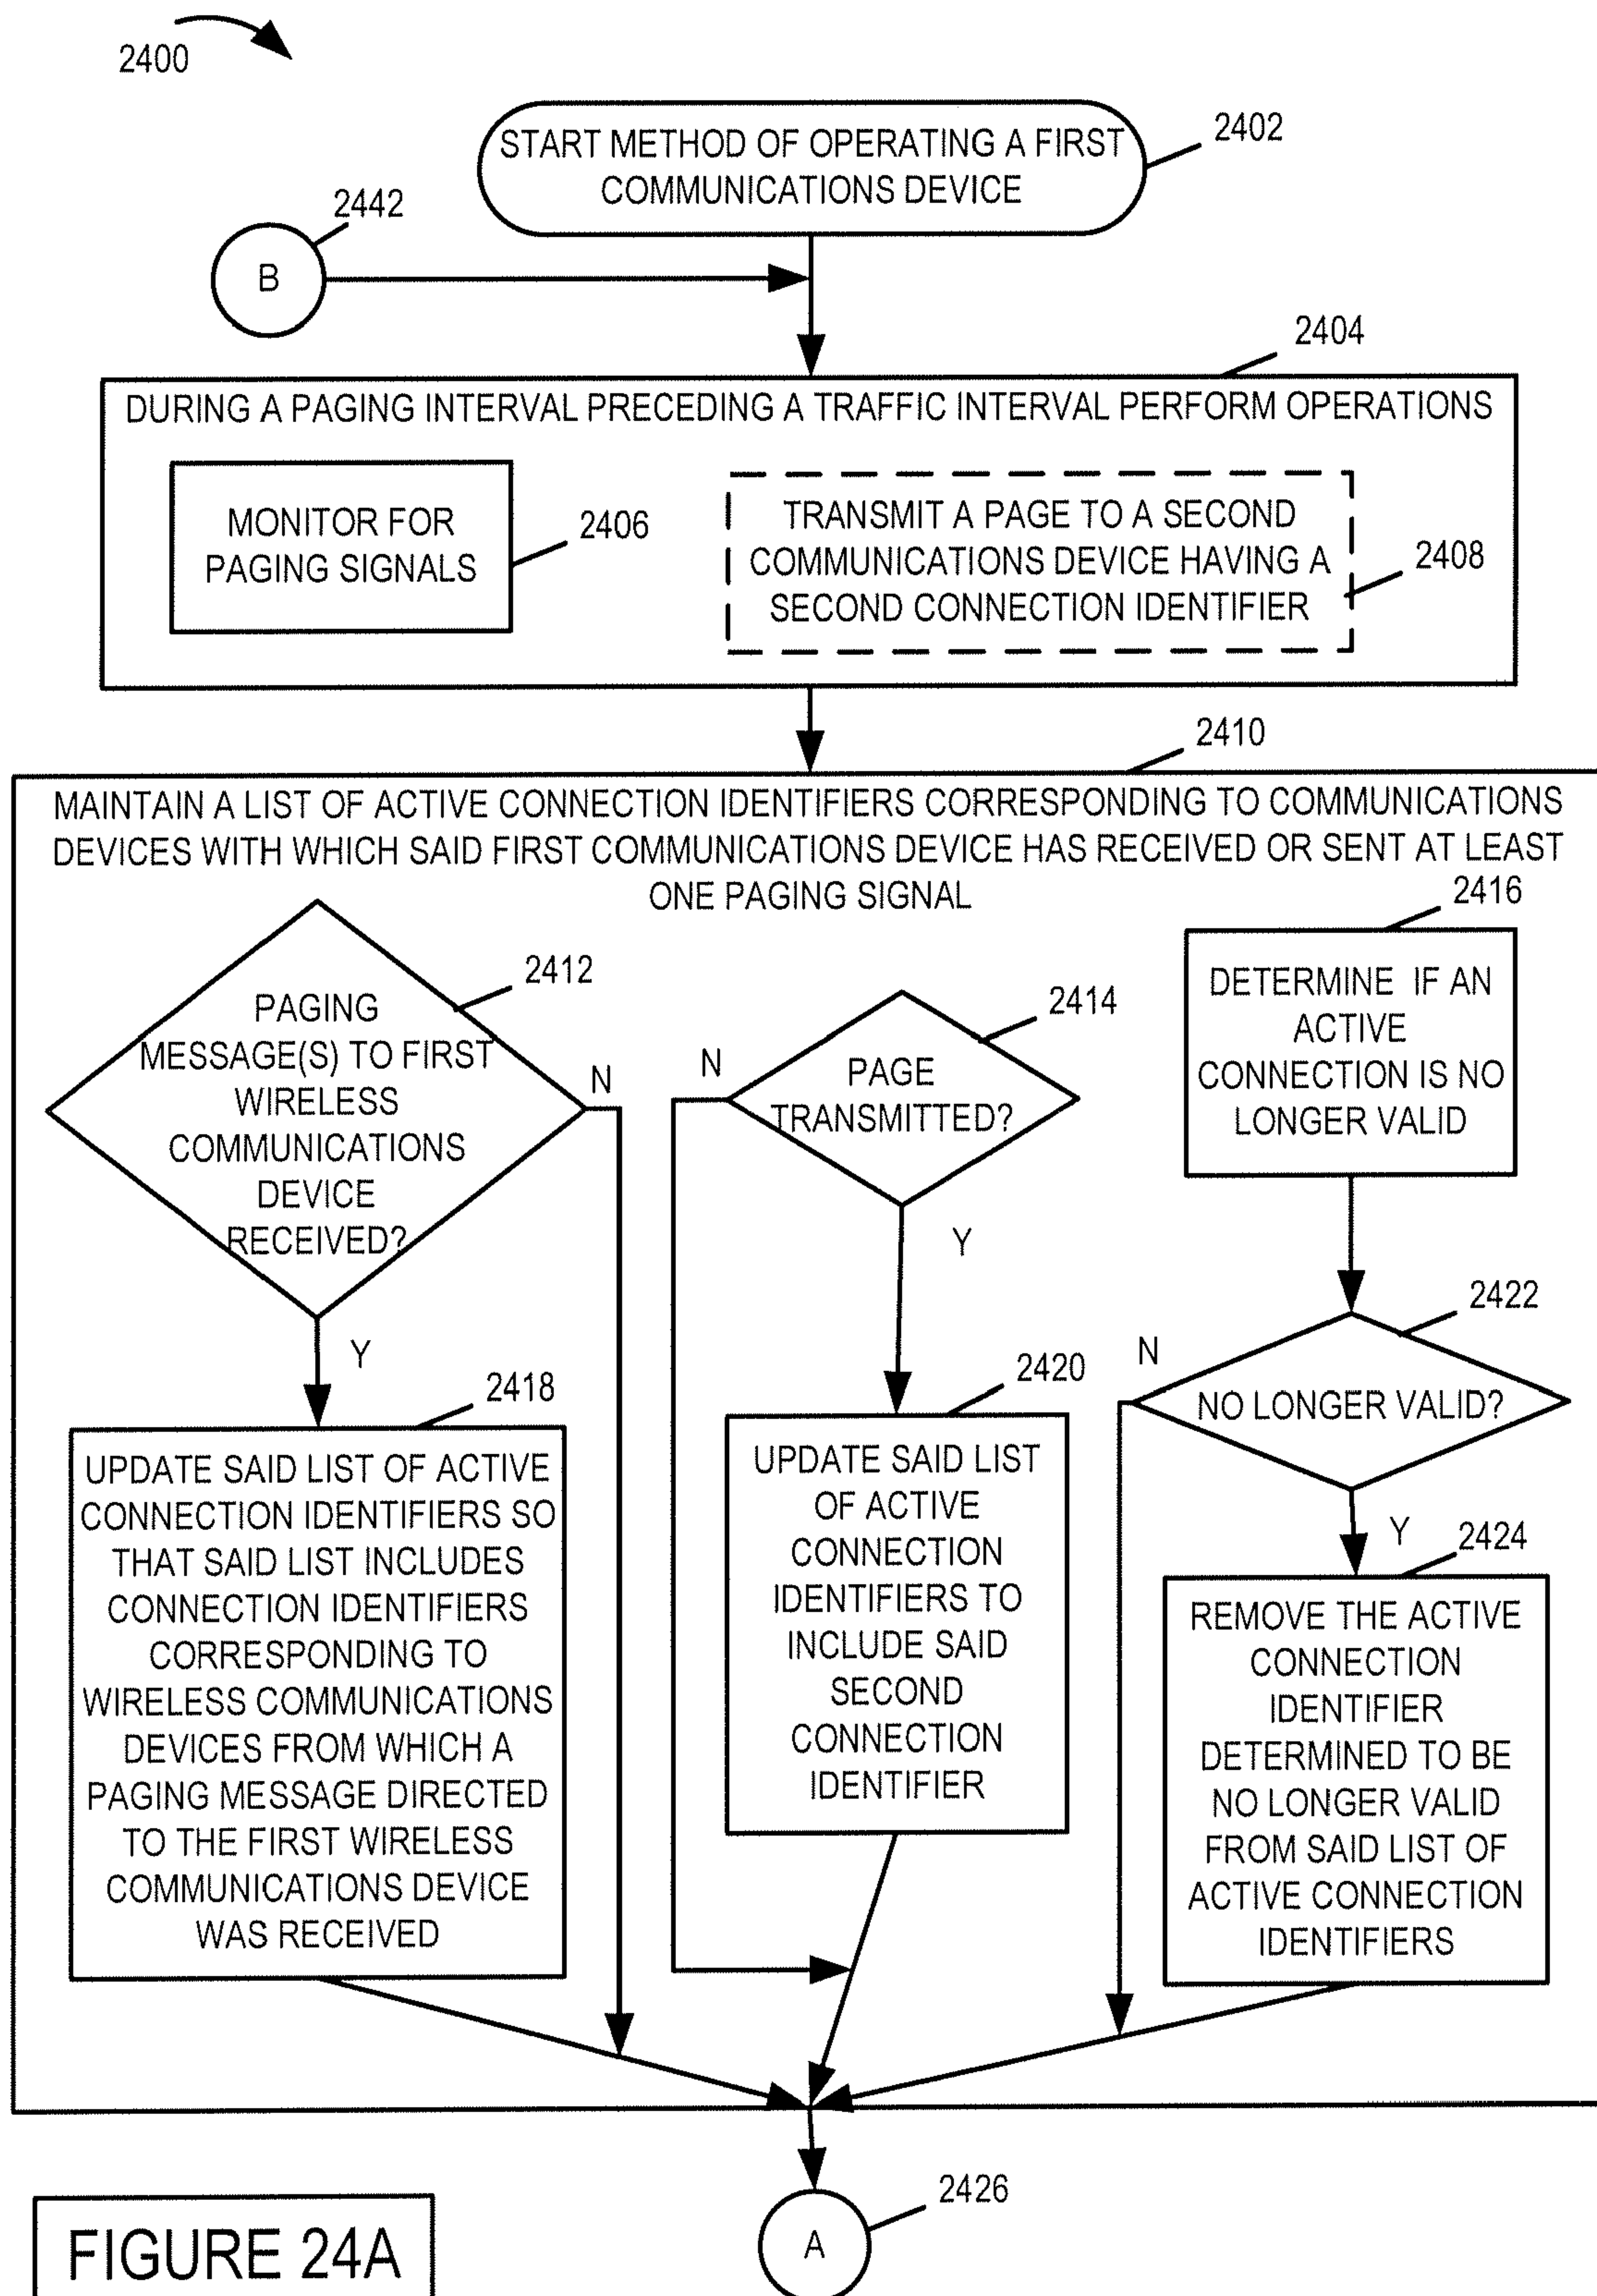 2400
START METHOD OF OPERATING A FIRST
COMMUNICATIONS DEVICE
2402
2442
B
2404
DURING A PAGING INTERVAL PRECEDING A TRAFFIC INTERVAL PERFORM OPERATIONS
MONITOR FOR
PAGING SIGNALS
2406
TRANSMIT A PAGE TO A SECOND
COMMUNICATIONS DEVICE HAVING A
SECOND CONNECTION IDENTIFIER
2408
2410
MAINTAIN A LIST OF ACTIVE CONNECTION IDENTIFIERS CORRESPONDING TO COMMUNICATIONS
DEVICES WITH WHICH SAID FIRST COMMUNICATIONS DEVICE HAS RECEIVED OR SENT AT LEAST
ONE PAGING SIGNAL
2412
PAGING
MESSAGE(S) TO FIRST
WIRELESS
COMMUNICATIONS
DEVICE
RECEIVED?
N
Y
2414
PAGE
TRANSMITTED?
N
Y
2416
DETERMINE IF AN
ACTIVE
CONNECTION IS NO
LONGER VALID
2422
NO LONGER VALID?
N
Y
2418
UPDATE SAID LIST OF ACTIVE
CONNECTION IDENTIFIERS SO
THAT SAID LIST INCLUDES
CONNECTION IDENTIFIERS
CORRESPONDING TO
WIRELESS COMMUNICATIONS
DEVICES FROM WHICH A
PAGING MESSAGE DIRECTED
TO THE FIRST WIRELESS
COMMUNICATIONS DEVICE
WAS RECEIVED
2420
UPDATE SAID LIST
OF ACTIVE
CONNECTION
IDENTIFIERS TO
INCLUDE SAID
SECOND
CONNECTION
IDENTIFIER
2424
REMOVE THE ACTIVE
CONNECTION
IDENTIFIER
DETERMINED TO BE
NO LONGER VALID
FROM SAID LIST OF
ACTIVE CONNECTION
IDENTIFIERS
2426
A
FIGURE 24A